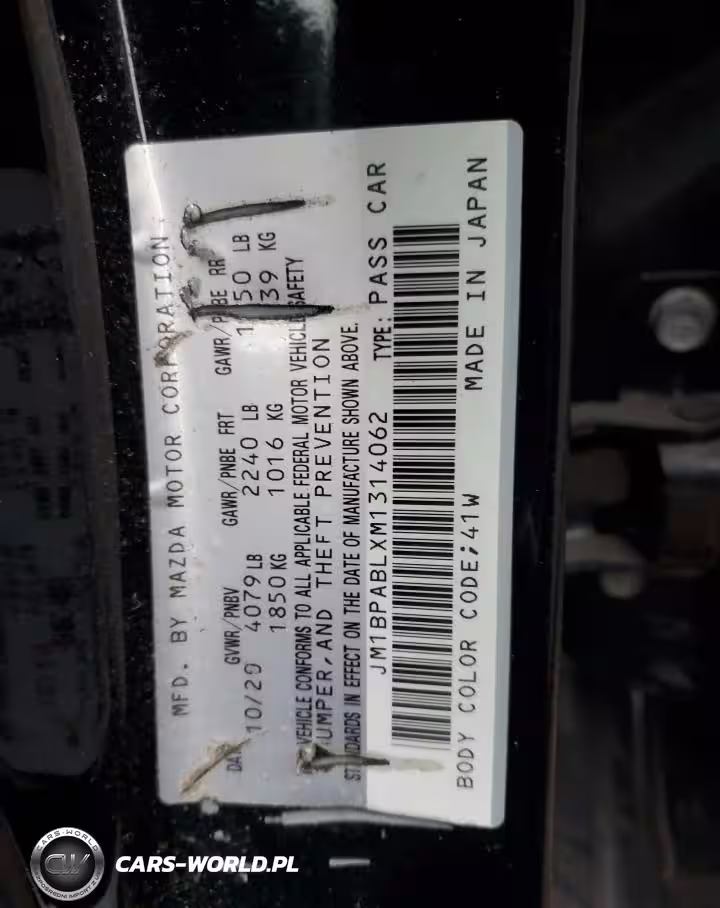 MFD. BY MAZDA MOTOR CORPORATION
GVWR/PNBV GAWR/PNBE FRT GAWR/ RR
10/20 4079 LB 2240 LB LB
1850 KG 1016 KG KG
VEHICLE CONFORMS TO ALL APPLICABLE FEDERAL MOTOR VEHICLE SAFETY
UMPER, AND THEFT PREVENTION
IN EFFECT ON THE DATE OF MANUFACTURE SHOWN ABOVE.
JM1BPABLXM1314062 TYPE: PASS CAR
BODY COLOR CODE; 41W MADE IN JAPAN
CARS-WORLD
CARS-WORLD.PL